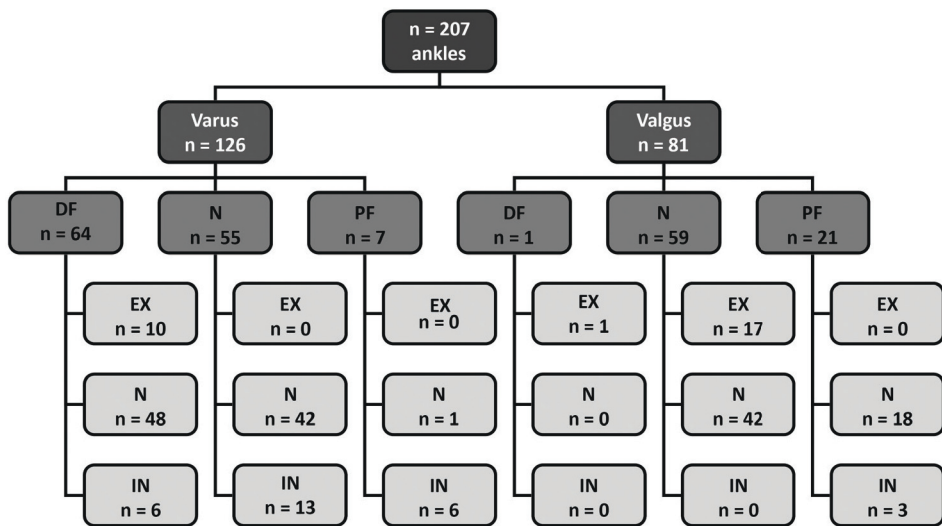 n = 207
ankles
Varus
n = 126
Valgus
n = 81
DF
n = 64
N
n = 55
PF
n = 7
DF
n = 1
N
n = 59
PF
n = 21
EX
n = 10
EX
n = 0
EX
n = 0
EX
n = 1
EX
n = 17
EX
n = 0
N
n = 48
N
n = 42
N
n = 1
N
n = 0
N
n = 42
N
n = 18
IN
n = 6
IN
n = 13
IN
n = 6
IN
n = 0
IN
n = 0
IN
n = 3